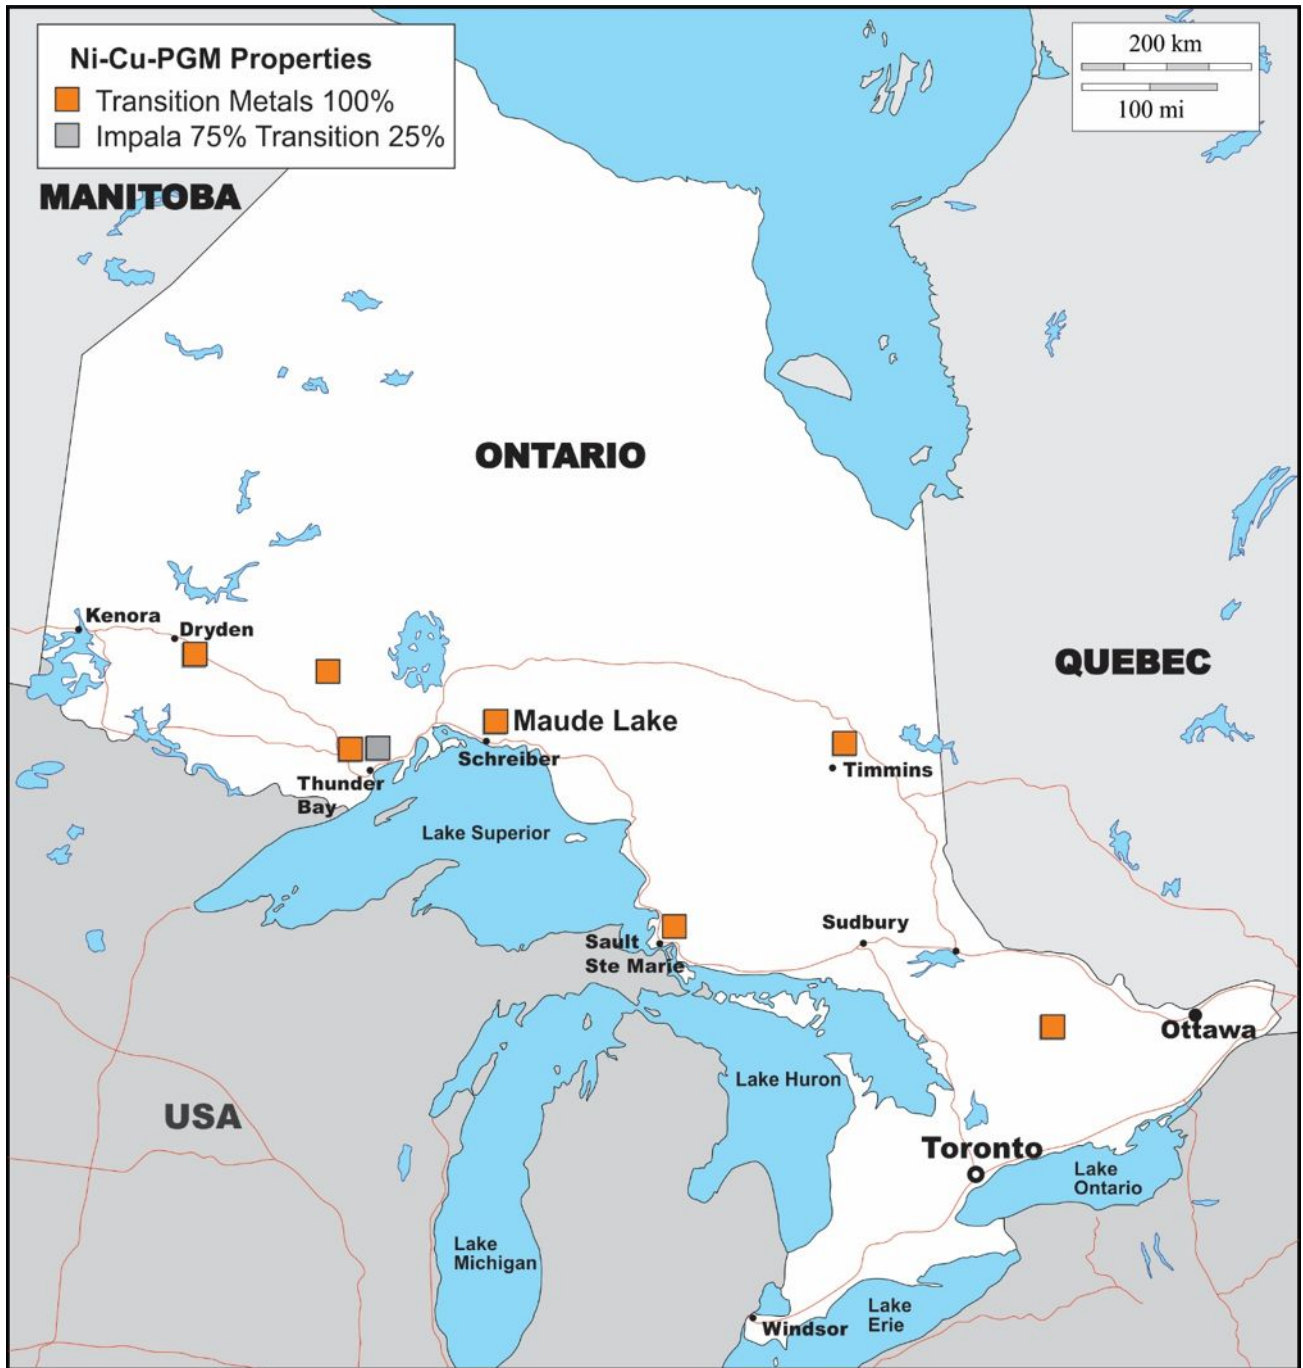 Ni-Cu-PGM Properties
Transition Metals 100%
Impala 75% Transition 25%
200 km
100 mi
MANITOBA
ONTARIO
Kenora
Dryden
QUEBEC
Maude Lake
Schreiber
Timmins
Thunder
Bay
Lake Superior
Sudbury
Sault
Ste Marie
Ottawa
Lake Huron
USA
Toronto
Lake
Ontario
Lake
Michigan
Lake
Erie
Windsor